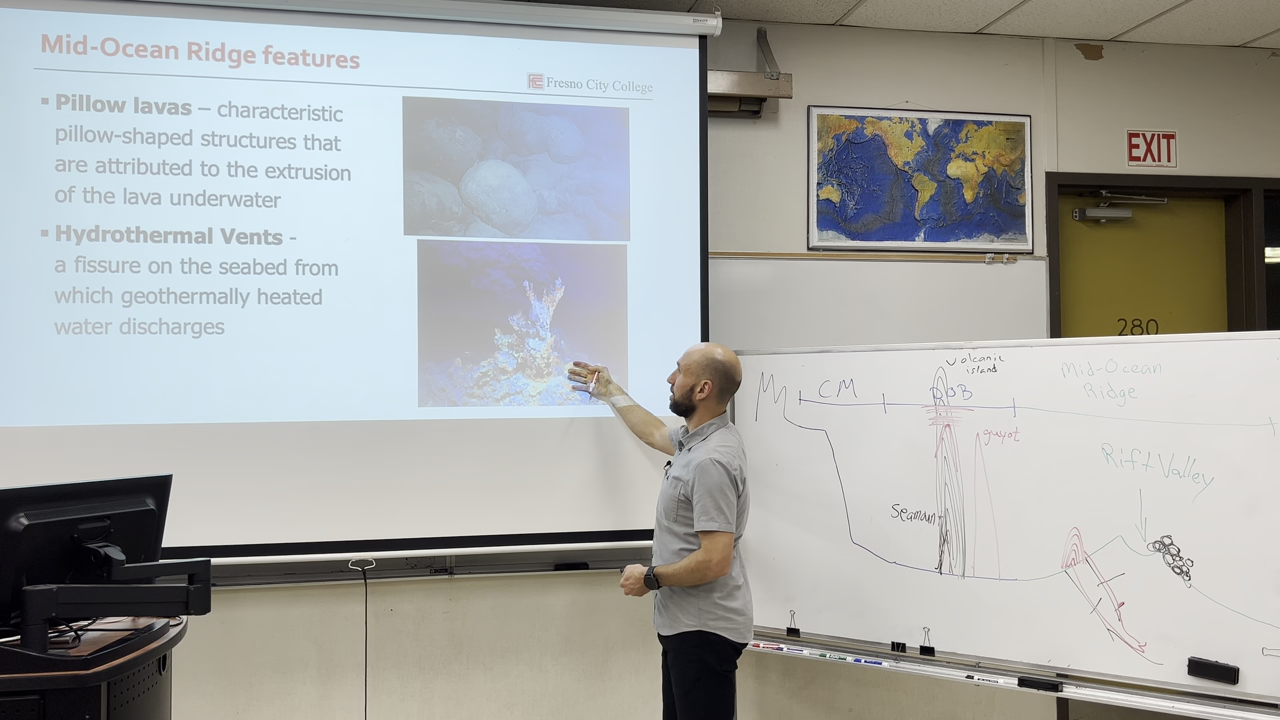 Mid-Ocean Ridge features
Fresno City College
▪ Pillow lavas – characteristic
pillow-shaped structures that
are attributed to the extrusion
of the lava underwater
▪ Hydrothermal Vents -
a fissure on the seabed from
which geothermally heated
water discharges
EXIT
280
Volcanic
island
CM
DOB
Mid-Ocean
Ridge
guyot
Rift Valley
Seamount